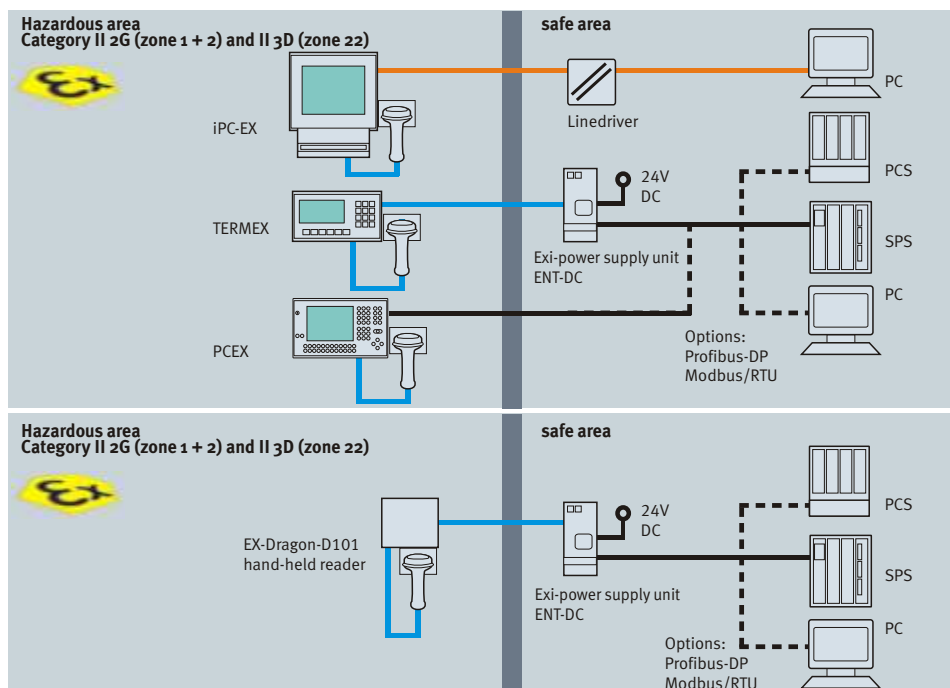 Hazardous area
Category II 2G (zone 1 + 2) and II 3D (zone 22)
safe area
Ex
iPC-EX
Linedriver
PC
TERMEX
24V
DC
PCS
Exi-power supply unit
ENT-DC
SPS
PCEX
PC
Options:
Profibus-DP
Modbus/RTU
Hazardous area
Category II 2G (zone 1 + 2) and II 3D (zone 22)
safe area
Ex
EX-Dragon-D101
hand-held reader
24V
DC
PCS
Exi-power supply unit
ENT-DC
SPS
PC
Options:
Profibus-DP
Modbus/RTU